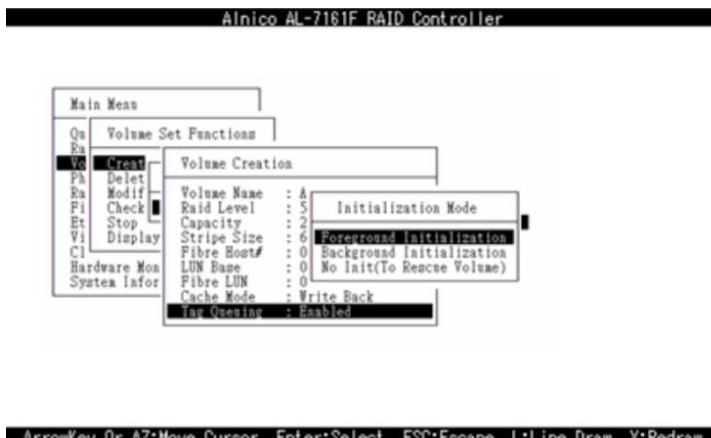 Alnico AL-7161F RAID Controller
Main Menu
Qu
Ra
Vo
Ph
Ra
Fi
Et
Vi
Cl
Hardware Mon
System Infor
Volume Set Functions
Creat
Delet
Modif
Check
Stop
Display
Volume Creation
Volume Name : A
Raid Level : 5
Capacity : 2
Stripe Size : 6
Fibre Host# : 0
LUN Base : 0
Fibre LUN : 0
Cache Mode : Write Back
Tag Queuing : Enabled
Initialization Mode
Foreground Initialization
Background Initialization
No Init(To Rescue Volume)
ArrowKey Or AZ:Move Cursor, Enter:Select, ESC:Escape, L:Line Draw, X:Redraw